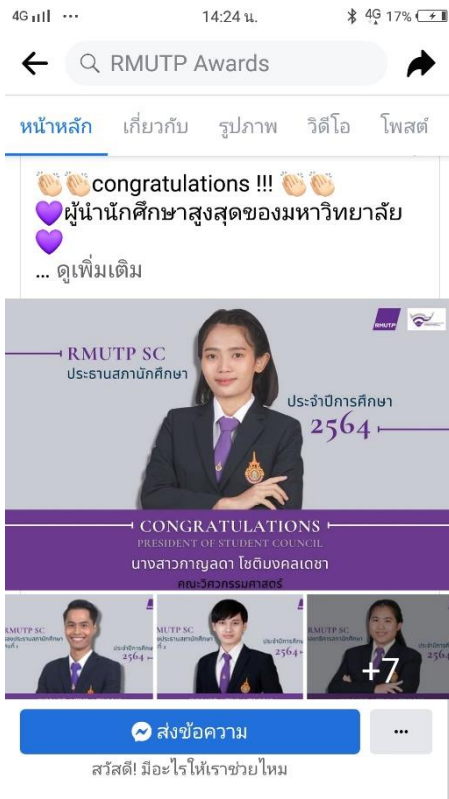 4G
14:24 น.
4G 17%
RMUTP Awards
หน้าหลัก เกี่ยวกับ รูปภาพ วิดีโอ โพสต์
congratulations !!!
ผู้นำนักศึกษาสูงสุดของมหาวิทยาลัย
... ดูเพิ่มเติม
RMUTP
RMUTP SC
ประธานสภานักศึกษา
ประจำปีการศึกษา
2564
CONGRATULATIONS
PRESIDENT OF STUDENT COUNCIL
นางสาวกาญลดา โชติมงคลเดชา
คณะวิศวกรรมศาสตร์
RMUTP SC
ประจำปีการศึกษา
2564
RMUTP SC
2564
RMUTP SC
2564
+7
ส่งข้อความ
สวัสดี! มีอะไรให้เราช่วยไหม